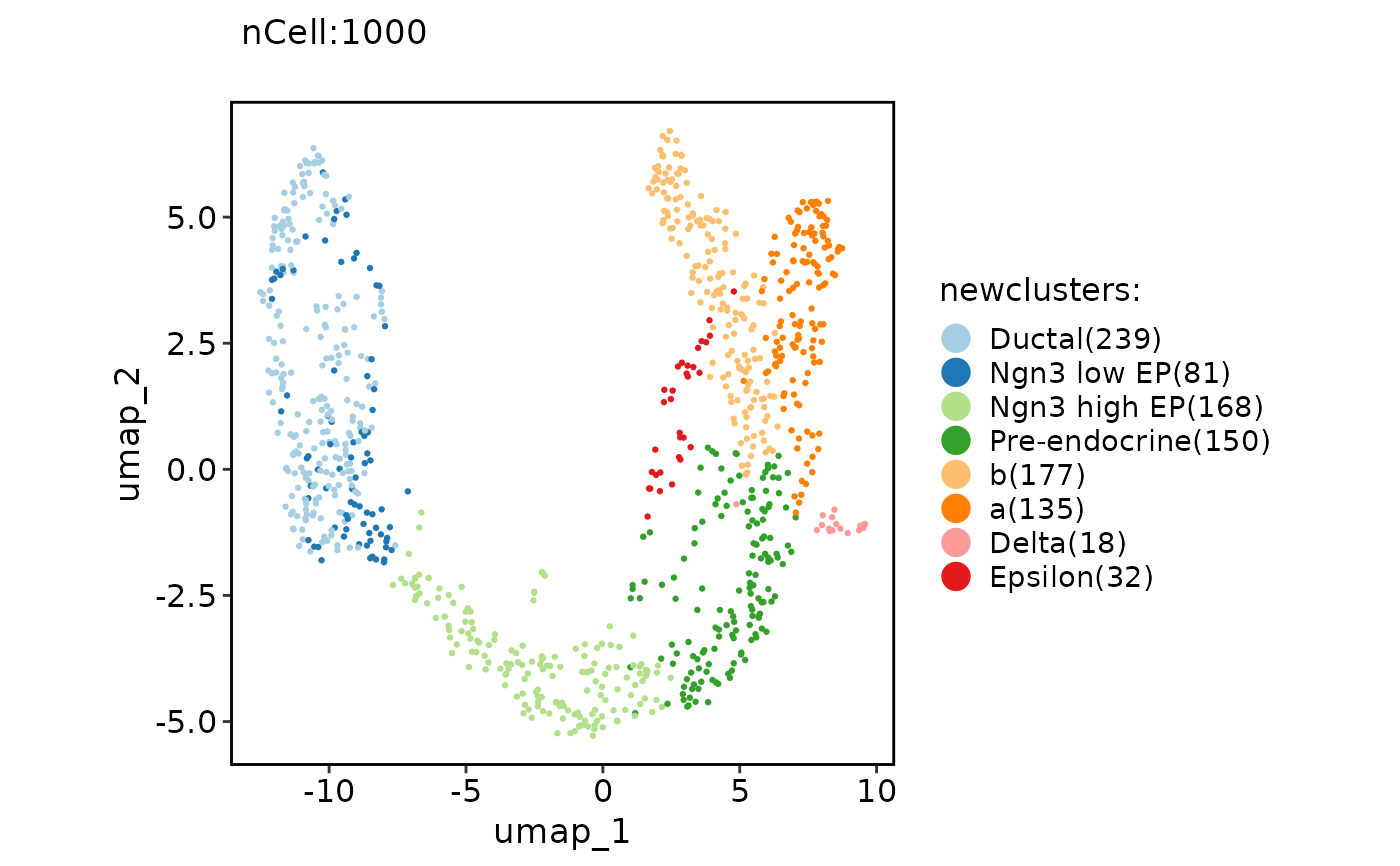 nCell:1000
umap_2
5.0
2.5
0.0
-2.5
-5.0
-10
-5
0
5
10
umap_1
newclusters:
Ductal(239)
Ngn3 low EP(81)
Ngn3 high EP(168)
Pre-endocrine(150)
b(177)
a(135)
Delta(18)
Epsilon(32)